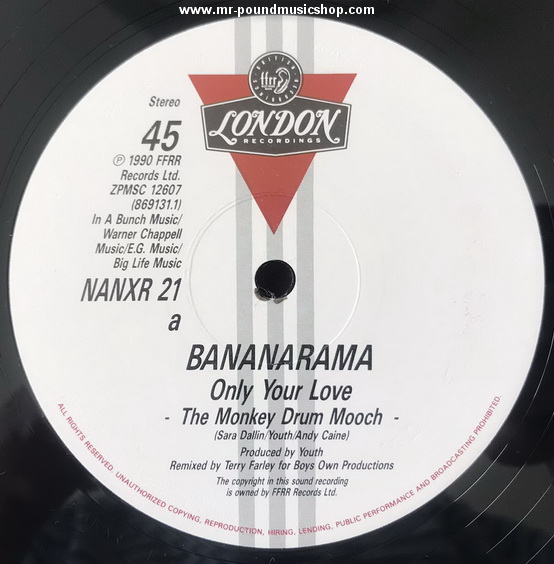 www.mr-poundmusicshop.com
ffrr
LONDON
RECORDINGS
Stereo
45
℗ 1990 FFRR
Records Ltd.
ZPMSC 12607
(869131.1)
In A Bunch Music/
Warner Chappell
Music/E.G. Music/
Big Life Music
NANXR 21
a
BANANARAMA
Only Your Love
- The Monkey Drum Mooch -
(Sara Dallin/Youth/Andy Caine)
Produced by Youth
Remixed by Terry Farley for Boys Own Productions
The copyright in this sound recording
is owned by FFRR Records Ltd.
ALL RIGHTS RESERVED. UNAUTHORIZED COPYING, REPRODUCTION, HIRING, LENDING, PUBLIC PERFORMANCE AND BROADCASTING PROHIBITED.